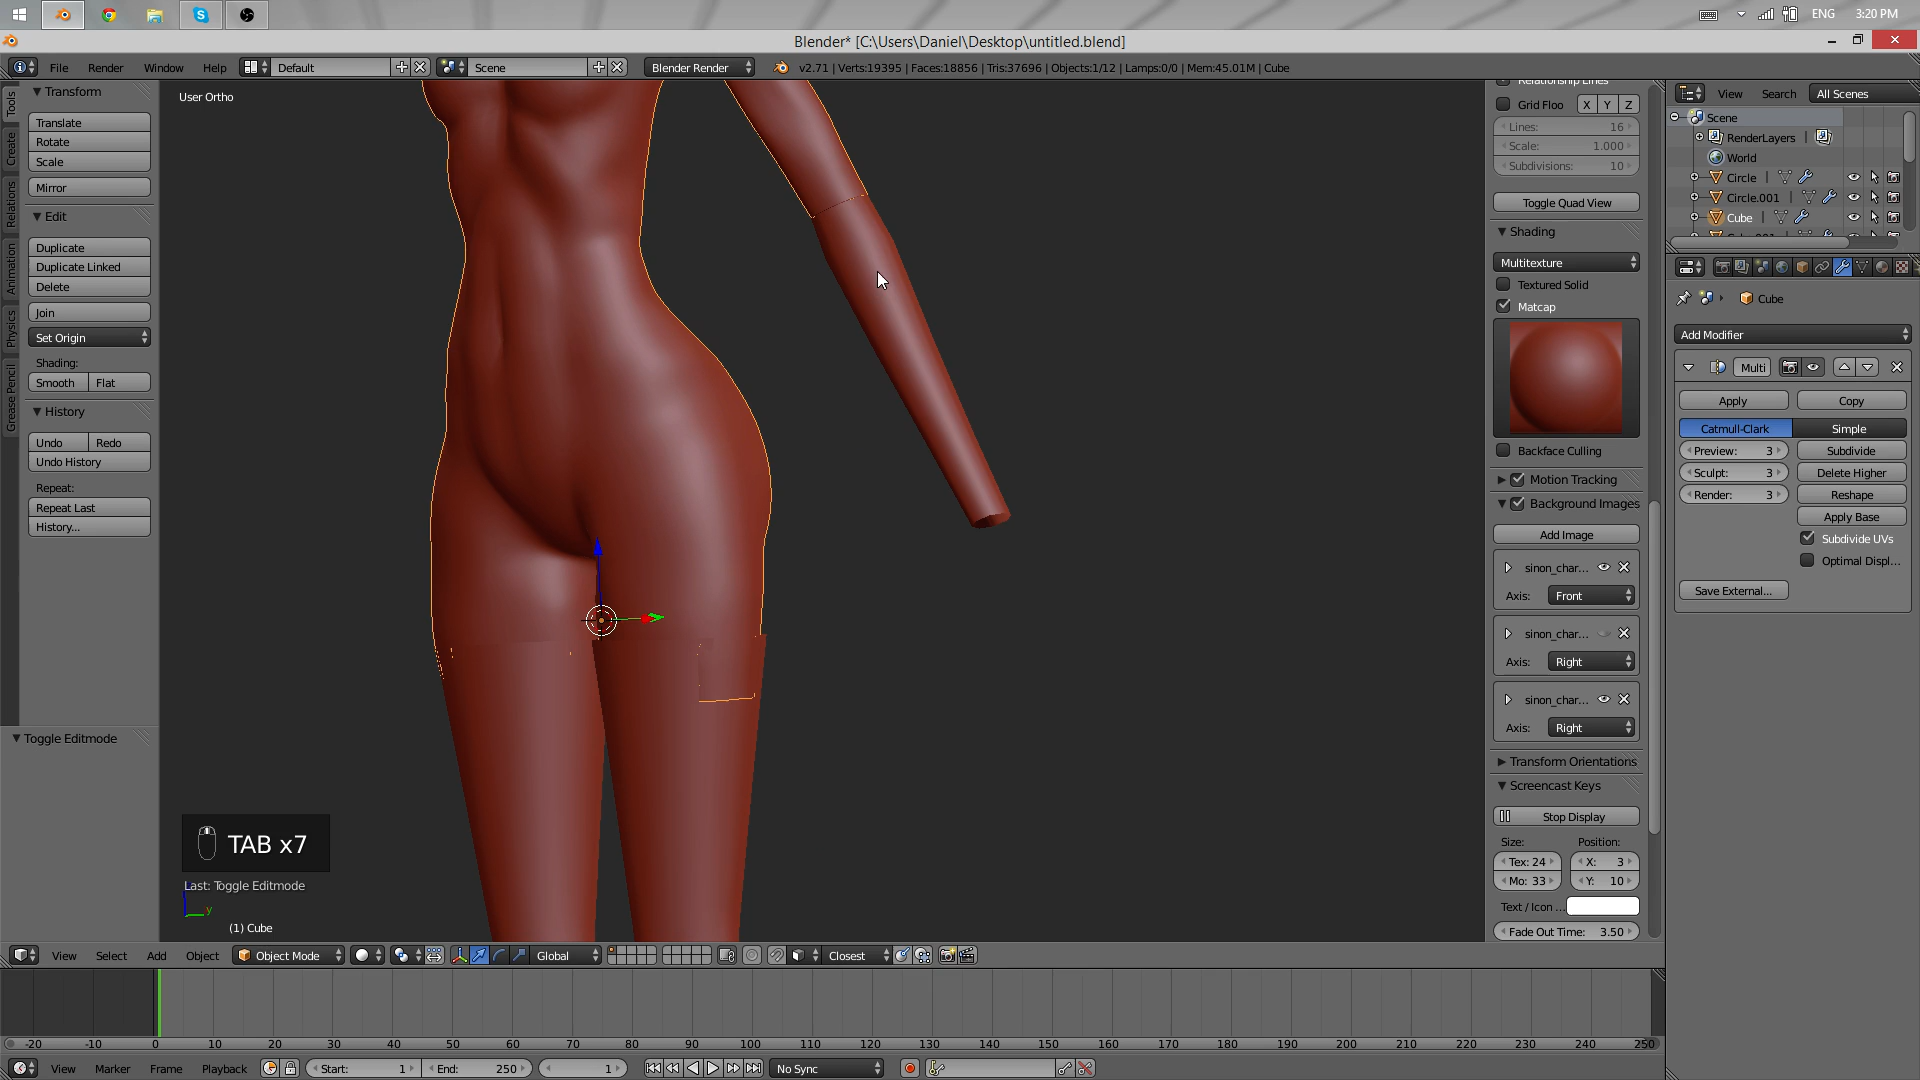 ENG 3:20 PM
Blender* [C:\Users\Daniel\Desktop\untitled.blend]
File Render Window Help Default Scene Blender Render v2.71 | Verts:19395 | Faces:18856 | Tris:37696 | Objects:1/12 | Lamps:0/0 | Mem:45.01M | Cube
Tools
Create
Relations
Animation
Physics
Grease Pencil
Transform
Translate
Rotate
Scale
Mirror
Edit
Duplicate
Duplicate Linked
Delete
Join
Set Origin
Shading:
Smooth Flat
History
Undo Redo
Undo History
Repeat:
Repeat Last
History...
Toggle Editmode
User Ortho
TAB x7
Last: Toggle Editmode
y
(1) Cube
Relationship Lines
Grid Floo X Y Z
Lines: 16
Scale: 1.000
Subdivisions: 10
Toggle Quad View
Shading
Multitexture
Textured Solid
Matcap
Backface Culling
Motion Tracking
Background Images
Add Image
sinon_char...
Axis: Front
sinon_char...
Axis: Right
sinon_char...
Axis: Right
Transform Orientations
Screencast Keys
Stop Display
Size: Position:
Tex: 24 X: 3
Mo: 33 Y: 10
Text / Icon ...
Fade Out Time: 3.50
View Search All Scenes
Scene
RenderLayers |
World
Circle |
Circle.001
Cube |
Cube
Add Modifier
Multi
Apply Copy
Catmull-Clark Simple
Preview: 3 Subdivide
Sculpt: 3 Delete Higher
Render: 3 Reshape
Apply Base
Subdivide UVs
Optimal Displ...
Save External...
View Select Add Object Object Mode Global Closest
-20 -10 0 10 20 30 40 50 60 70 80 90 100 110 120 130 140 150 160 170 180 190 200 210 220 230 240 250
View Marker Frame Playback Start: 1 End: 250 1 No Sync